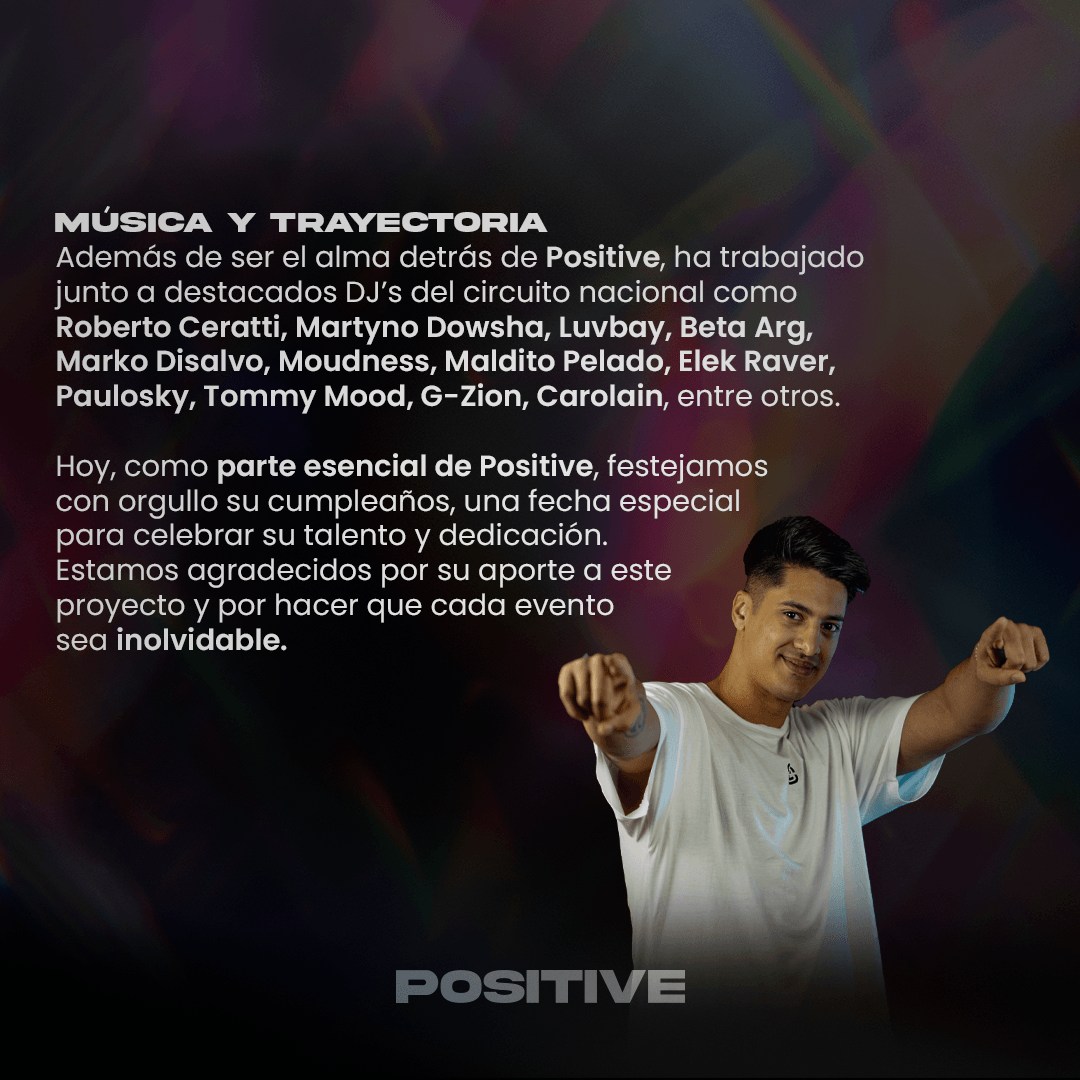 MÚSICA Y TRAYECTORIA
Además de ser el alma detrás de Positive, ha trabajado
junto a destacados DJ’s del circuito nacional como
Roberto Ceratti, Martyno Dowsha, Luvbay, Beta Arg,
Marko Disalvo, Moudness, Maldito Pelado, Elek Raver,
Paulosky, Tommy Mood, G-Zion, Carolain, entre otros.
Hoy, como parte esencial de Positive, festejamos
con orgullo su cumpleaños, una fecha especial
para celebrar su talento y dedicación.
Estamos agradecidos por su aporte a este
proyecto y por hacer que cada evento
sea inolvidable.
POSITIVE